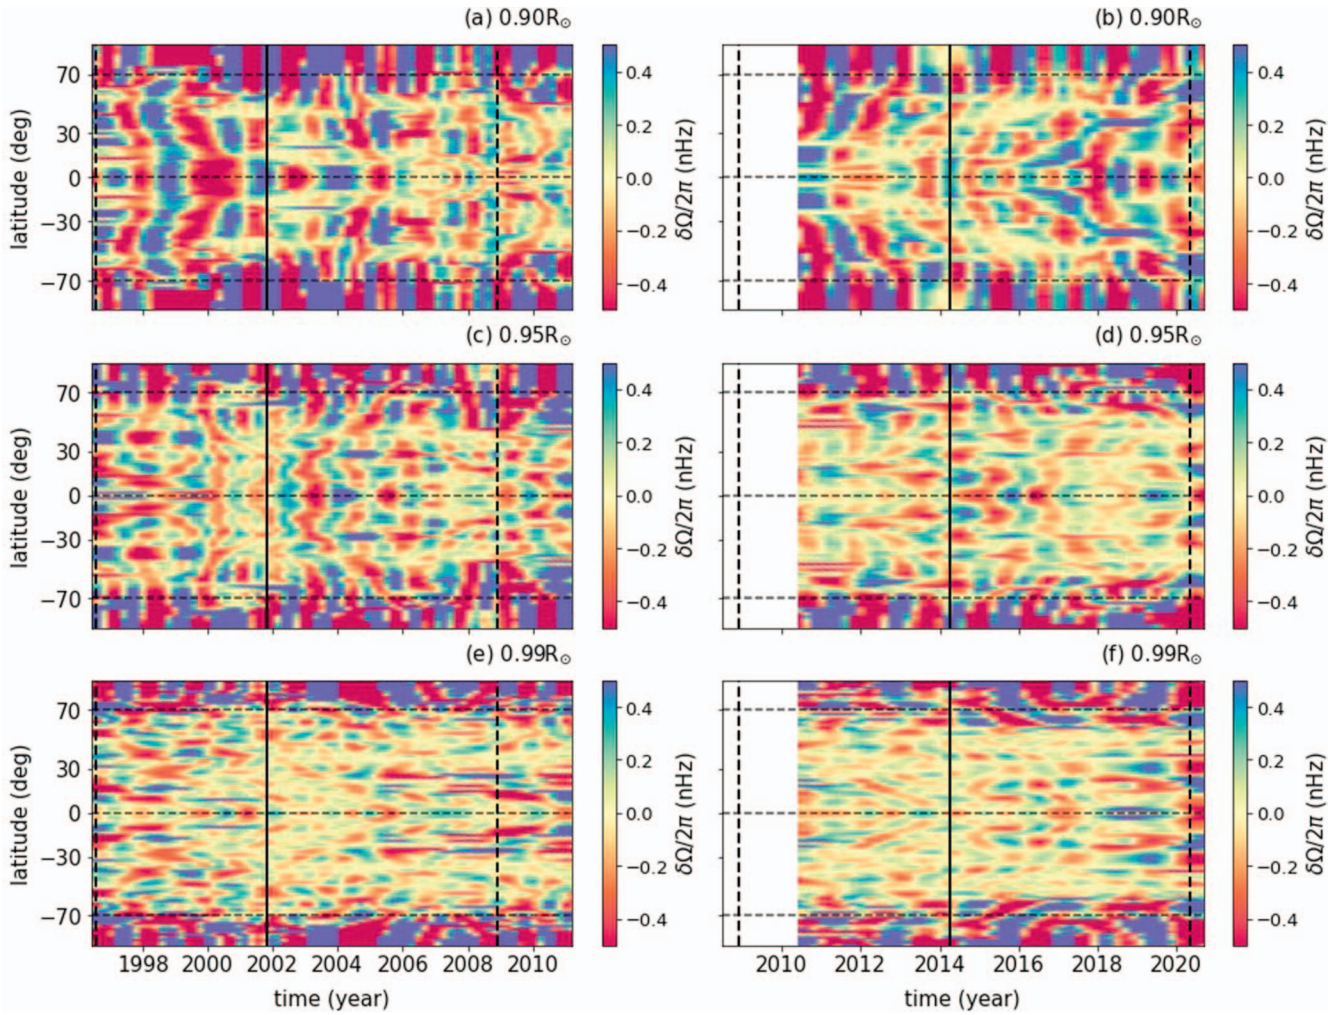 (a) 0.90R☉
(b) 0.90R☉
latitude (deg)
70
30
0
−30
−70
0.4
0.2
0.0
−0.2
−0.4
δΩ/2π (nHz)
0.4
0.2
0.0
−0.2
−0.4
δΩ/2π (nHz)
(c) 0.95R☉
(d) 0.95R☉
latitude (deg)
70
30
0
−30
−70
0.4
0.2
0.0
−0.2
−0.4
δΩ/2π (nHz)
0.4
0.2
0.0
−0.2
−0.4
δΩ/2π (nHz)
(e) 0.99R☉
(f) 0.99R☉
latitude (deg)
70
30
0
−30
−70
0.4
0.2
0.0
−0.2
−0.4
δΩ/2π (nHz)
0.4
0.2
0.0
−0.2
−0.4
δΩ/2π (nHz)
1998 2000 2002 2004 2006 2008 2010
2010 2012 2014 2016 2018 2020
time (year)
time (year)